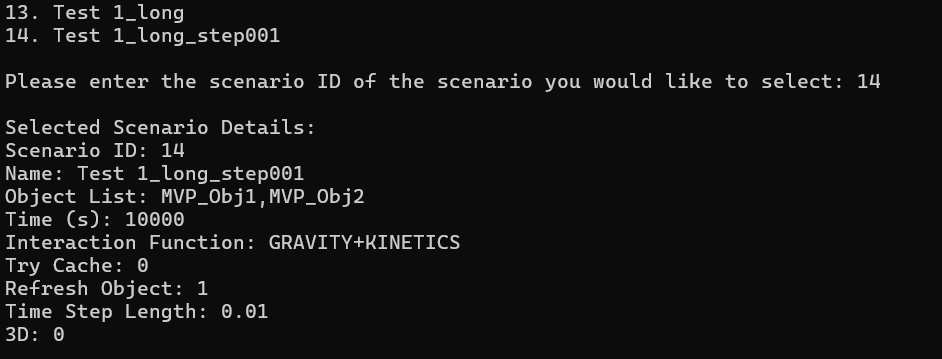 13. Test 1_long
14. Test 1_long_step001
Please enter the scenario ID of the scenario you would like to select: 14
Selected Scenario Details:
Scenario ID: 14
Name: Test 1_long_step001
Object List: MVP_Obj1,MVP_Obj2
Time (s): 10000
Interaction Function: GRAVITY+KINETICS
Try Cache: 0
Refresh Object: 1
Time Step Length: 0.01
3D: 0